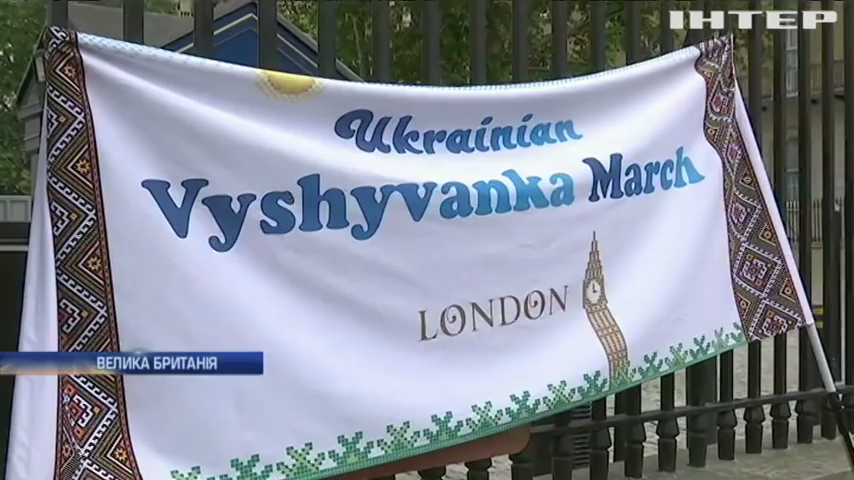 ІНТЕР
Ukrainian
Vyshyvanka March
LONDON
ВЕЛИКА БРИТАНІЯ